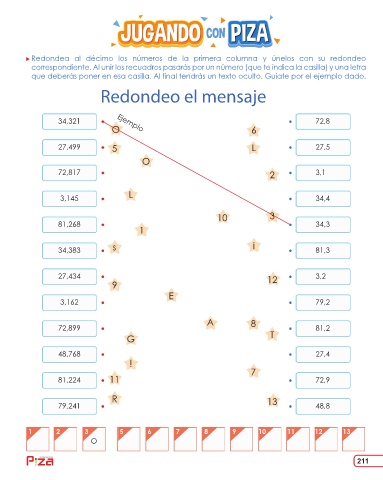 JUGANDO CON PIZA
Redondea al décimo los números de la primera columna y únelos con su redondeo
correspondiente. Al unir los recuadros pasarás por un número (que te indica la casilla) y una letra
que deberás poner en esa casilla. Al final tendrás un texto oculto. Guíate por el ejemplo dado.
Redondeo el mensaje
34,321 Ejemplo 72,8
O 6
27,499 5 L 27,5
O
72,817 2 3,1
3,145 L 34,4
81,268 10 3 34,3
I
34,383 s i 81,3
27,434 9 12 3,2
3,162 E 79,2
72,899 A 8 81,2
T
48,768 G 27,4
!
81,224 11 7 72,9
79,241 R 13 48,8
1 2 3 5 6 7 8 9 10 11 12 13
O
Piza
211